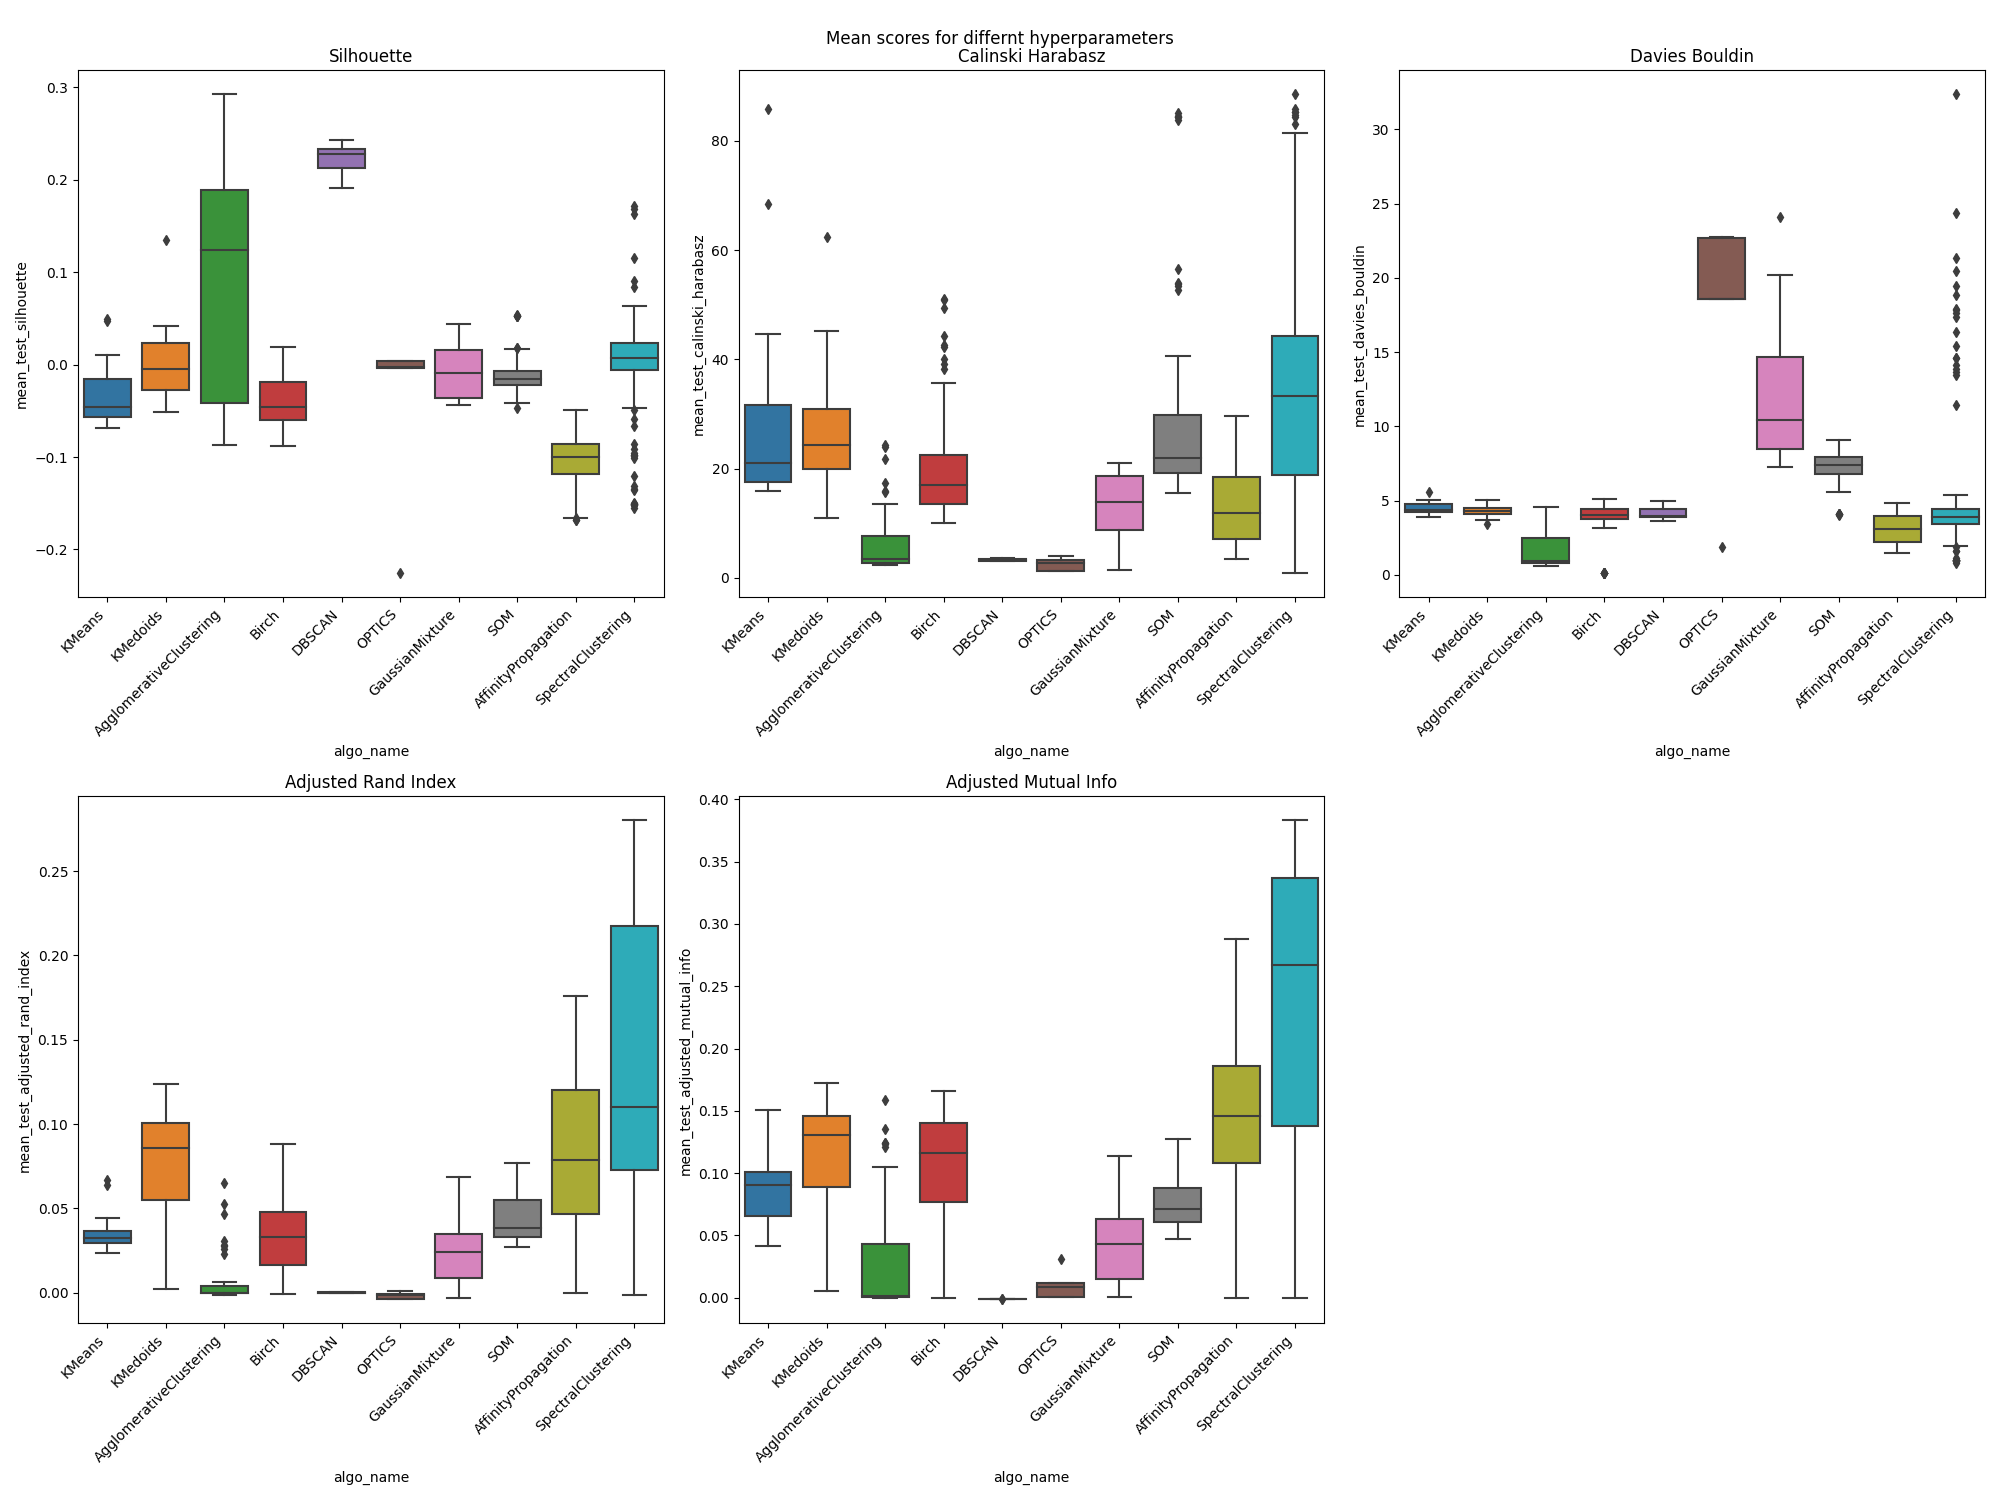 Mean scores for differnt hyperparameters
Silhouette
mean_test_silhouette
0.3
0.2
0.1
0.0
−0.1
−0.2
KMeans
KMedoids
AgglomerativeClustering
Birch
DBSCAN
OPTICS
GaussianMixture
SOM
AffinityPropagation
SpectralClustering
algo_name
Calinski Harabasz
mean_test_calinski_harabasz
80
60
40
20
0
KMeans
KMedoids
AgglomerativeClustering
Birch
DBSCAN
OPTICS
GaussianMixture
SOM
AffinityPropagation
SpectralClustering
algo_name
Davies Bouldin
mean_test_davies_bouldin
30
25
20
15
10
5
0
KMeans
KMedoids
AgglomerativeClustering
Birch
DBSCAN
OPTICS
GaussianMixture
SOM
AffinityPropagation
SpectralClustering
algo_name
Adjusted Rand Index
mean_test_adjusted_rand_index
0.25
0.20
0.15
0.10
0.05
0.00
KMeans
KMedoids
AgglomerativeClustering
Birch
DBSCAN
OPTICS
GaussianMixture
SOM
AffinityPropagation
SpectralClustering
algo_name
Adjusted Mutual Info
mean_test_adjusted_mutual_info
0.40
0.35
0.30
0.25
0.20
0.15
0.10
0.05
0.00
KMeans
KMedoids
AgglomerativeClustering
Birch
DBSCAN
OPTICS
GaussianMixture
SOM
AffinityPropagation
SpectralClustering
algo_name